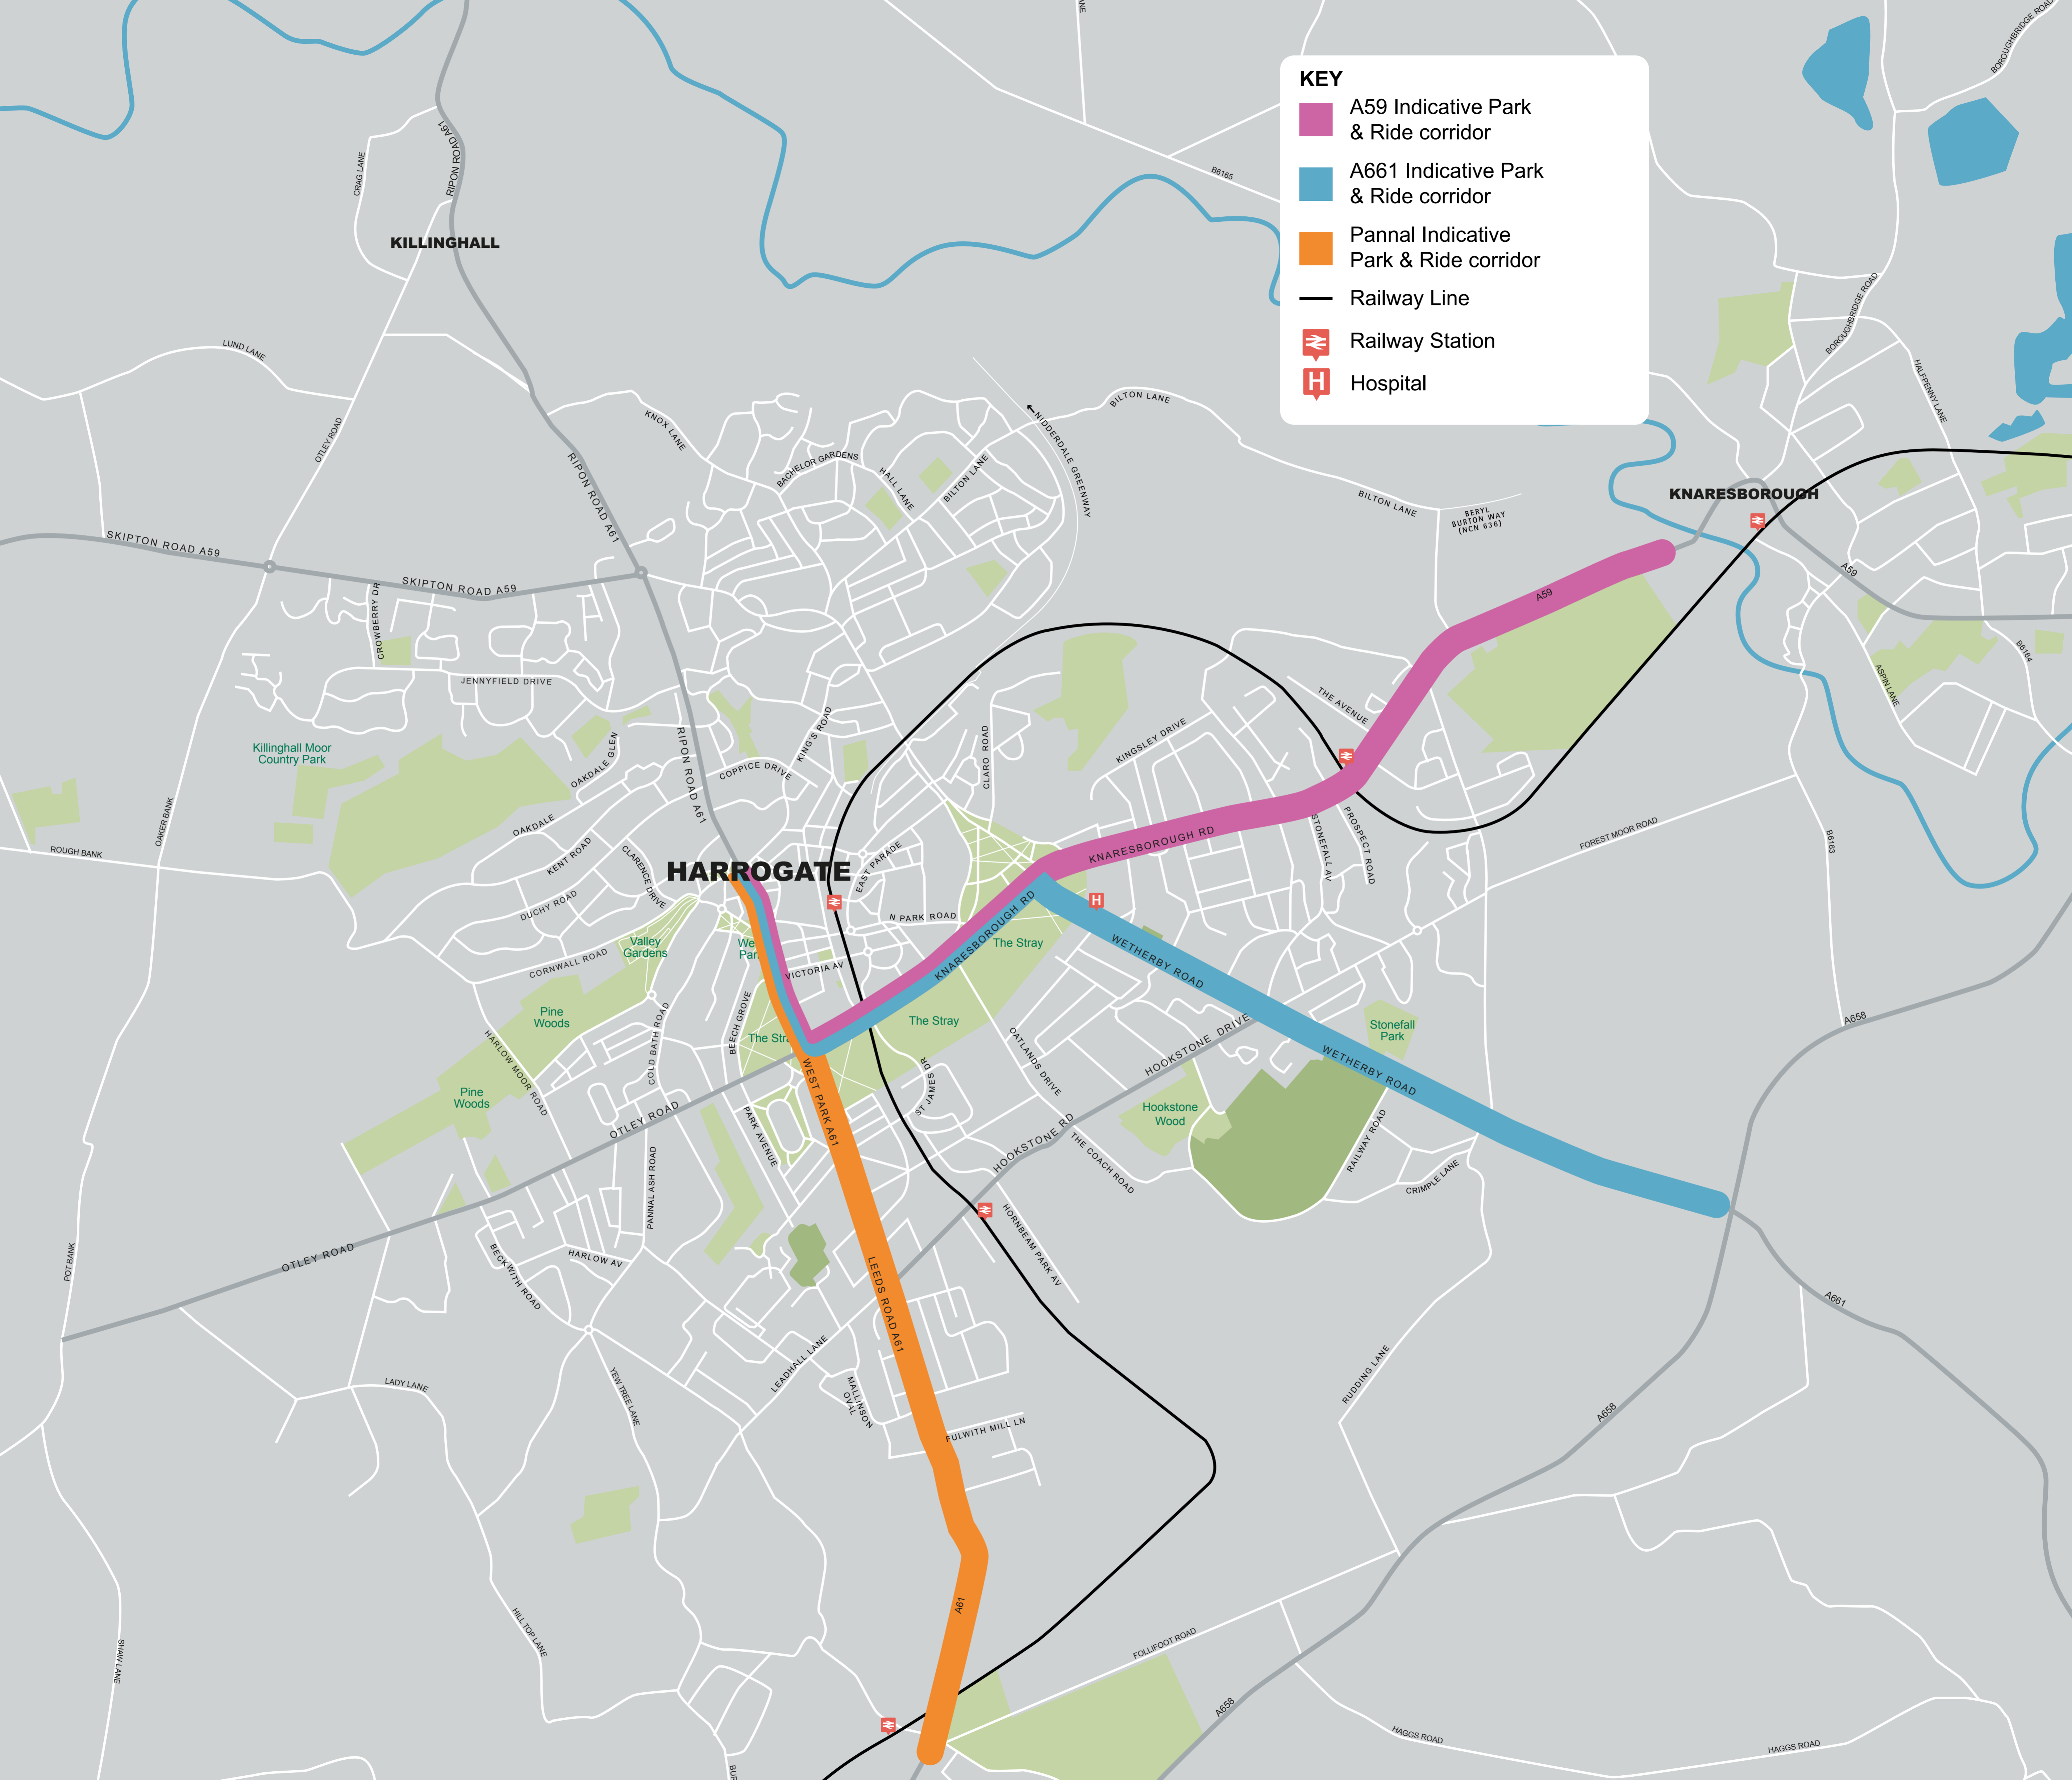 KEY
A59 Indicative Park
& Ride corridor
A661 Indicative Park
& Ride corridor
Pannal Indicative
Park & Ride corridor
Railway Line
Railway Station
H
Hospital
BOROUGHBRIDGE ROAD
RIPON ROAD A61
CRAG LANE
RIPON ROAD
B6165
KILLINGHALL
BOROUGHBRIDGE ROAD
LUND LANE
OTLEY ROAD
KNOX LANE
BILTON LANE
NIDDERDALE GREENWAY
HALFPENNY LANE
RIPON ROAD A61
BACHELOR GARDENS
HALL LANE
BILTON LANE
BILTON LANE
BERYL
BURTON WAY
(NCN 636)
KNARESBOROUGH
SKIPTON ROAD A59
SKIPTON ROAD A59
CROWBERRY DR
A59
A59
B6164
ASPIN LANE
JENNYFIELD DRIVE
THE AVENUE
Killinghall Moor
Country Park
OAKDALE GLEN
RIPON ROAD A61
KING'S ROAD
COPPICE DRIVE
CLARO ROAD
KINGSLEY DRIVE
OAKER BANK
OAKDALE
KENT ROAD
CLARENCE DRIVE
DUCHY ROAD
ROUGH BANK
HARROGATE
EAST PARADE
KNARESBOROUGH RD
STONEFALL AV
PROSPECT ROAD
FOREST MOOR ROAD
B6163
H
N PARK ROAD
KNARESBOROUGH RD
The Stray
Valley
Gardens
CORNWALL ROAD
VICTORIA AV
WETHERBY ROAD
Pine
Woods
The Stray
BEECH GROVE
COLD BATH ROAD
HARLOW MOOR ROAD
OATLANDS DRIVE
HOOKSTONE DRIVE
Stonefall
Park
WETHERBY ROAD
A658
Pine
Woods
OTLEY ROAD
PARK AVENUE
WEST PARK A61
ST JAMES DR
HOOKSTONE RD
THE COACH ROAD
Hookstone
Wood
RAILWAY ROAD
CRIMPLE LANE
PANNAL ASH ROAD
HORNBEAM PARK AV
OTLEY ROAD
POT BANK
BECKWITH ROAD
HARLOW AV
LEEDS ROAD A61
A661
LADY LANE
YEW TREE LANE
LEADHALL LANE
MALLINSON
OVAL
FULWITH MILL LN
RUDDING LANE
A658
A61
HILL TOP LANE
SHAW LANE
FOLLIFOOT ROAD
A658
HAGGS ROAD
HAGGS ROAD